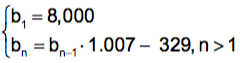 b₁ = 8,000
bₙ = bₙ₋₁ · 1.007 – 329, n > 1